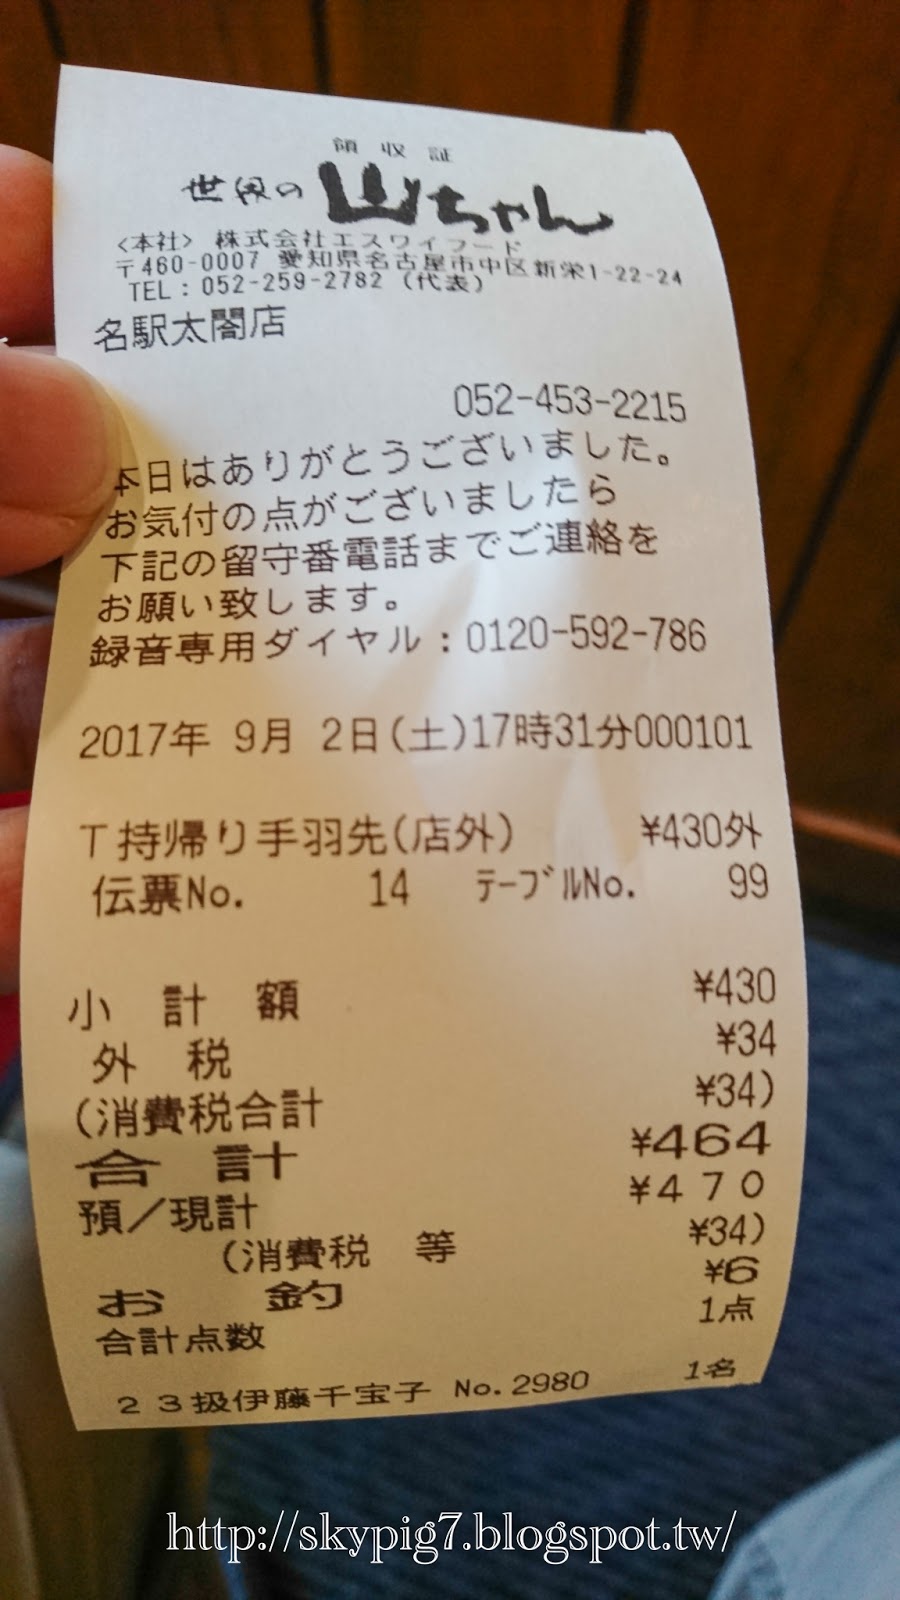 領収証
世界の山ちゃん
<本社> 株式会社エスワイフード
〒460-0007 愛知県名古屋市中区新栄1-22-24
TEL:052-259-2782 (代表)
名駅太閤店
052-453-2215
本日はありがとうございました。
お気付の点がございましたら
下記の留守番電話までご連絡を
お願い致します。
録音専用ダイヤル:0120-592-786
2017年 9月 2日(土)17時31分000101
T持帰り手羽先(店外) ¥430外
伝票No. 14 ﾃｰﾌﾞﾙNo. 99
小 計 額 ¥430
外 税 ¥34
(消費税合計 ¥34)
合 計 ¥464
預/現計 ¥470
(消費税 等 ¥34)
お 釣 ¥6
合計点数 1点
23扱伊藤千宝子 No.2980 1名
http://skypig7.blogspot.tw/